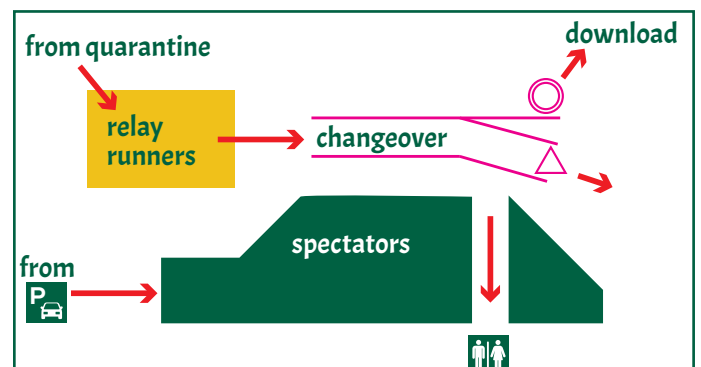 from quarantine
download
relay
runners
changeover
spectators
from
P